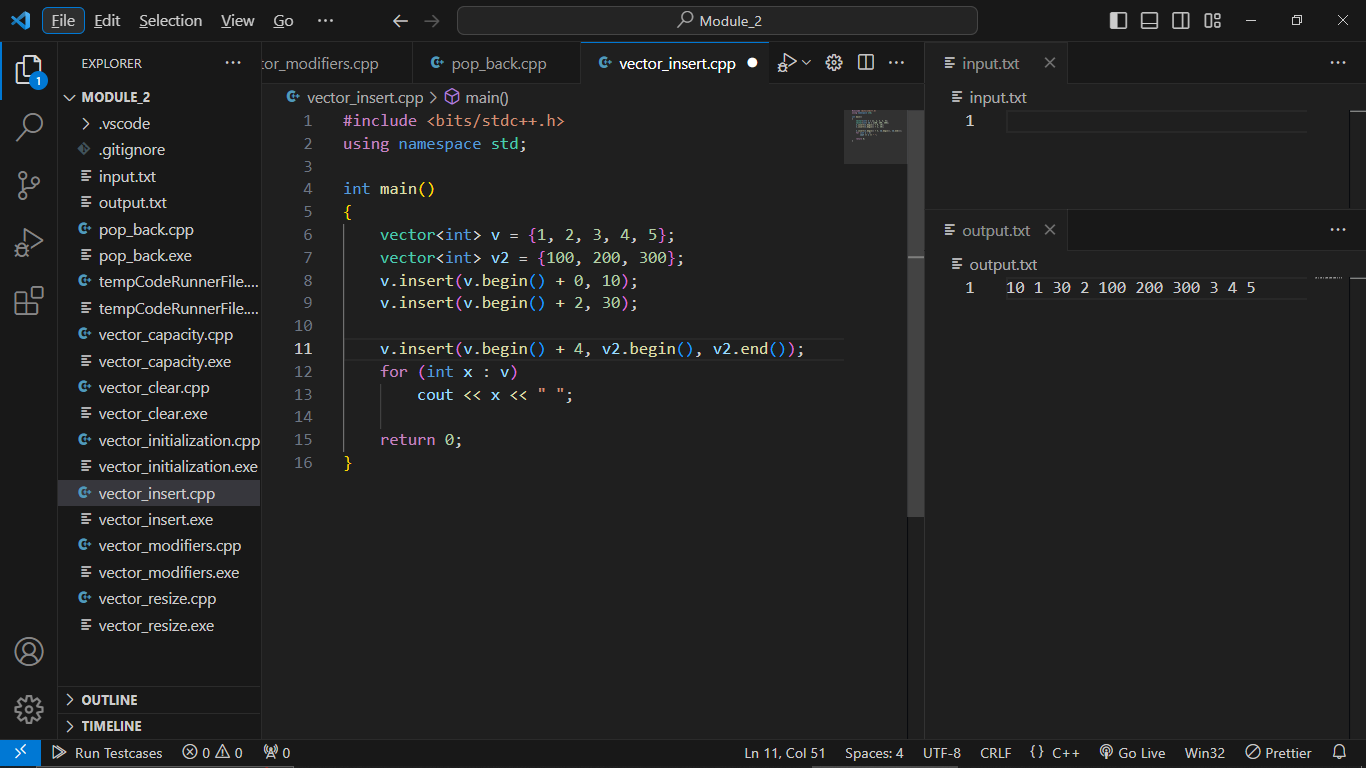 File Edit Selection View Go ··· Module_2
EXPLORER ···
MODULE_2
.vscode
.gitignore
input.txt
output.txt
pop_back.cpp
pop_back.exe
tempCodeRunnerFile....
tempCodeRunnerFile....
vector_capacity.cpp
vector_capacity.exe
vector_clear.cpp
vector_clear.exe
vector_initialization.cpp
vector_initialization.exe
vector_insert.cpp
vector_insert.exe
vector_modifiers.cpp
vector_modifiers.exe
vector_resize.cpp
vector_resize.exe
OUTLINE
TIMELINE
1
tor_modifiers.cpp pop_back.cpp vector_insert.cpp
vector_insert.cpp > main()
1 #include <bits/stdc++.h>
2 using namespace std;
3
4 int main()
5 {
6 vector<int> v = {1, 2, 3, 4, 5};
7 vector<int> v2 = {100, 200, 300};
8 v.insert(v.begin() + 0, 10);
9 v.insert(v.begin() + 2, 30);
10
11 v.insert(v.begin() + 4, v2.begin(), v2.end());
12 for (int x : v)
13 cout << x << " ";
14
15 return 0;
16 }
input.txt
input.txt
1
output.txt
output.txt
1 10 1 30 2 100 200 300 3 4 5
Run Testcases 0 0 0 Ln 11, Col 51 Spaces: 4 UTF-8 CRLF {} C++ Go Live Win32 Prettier